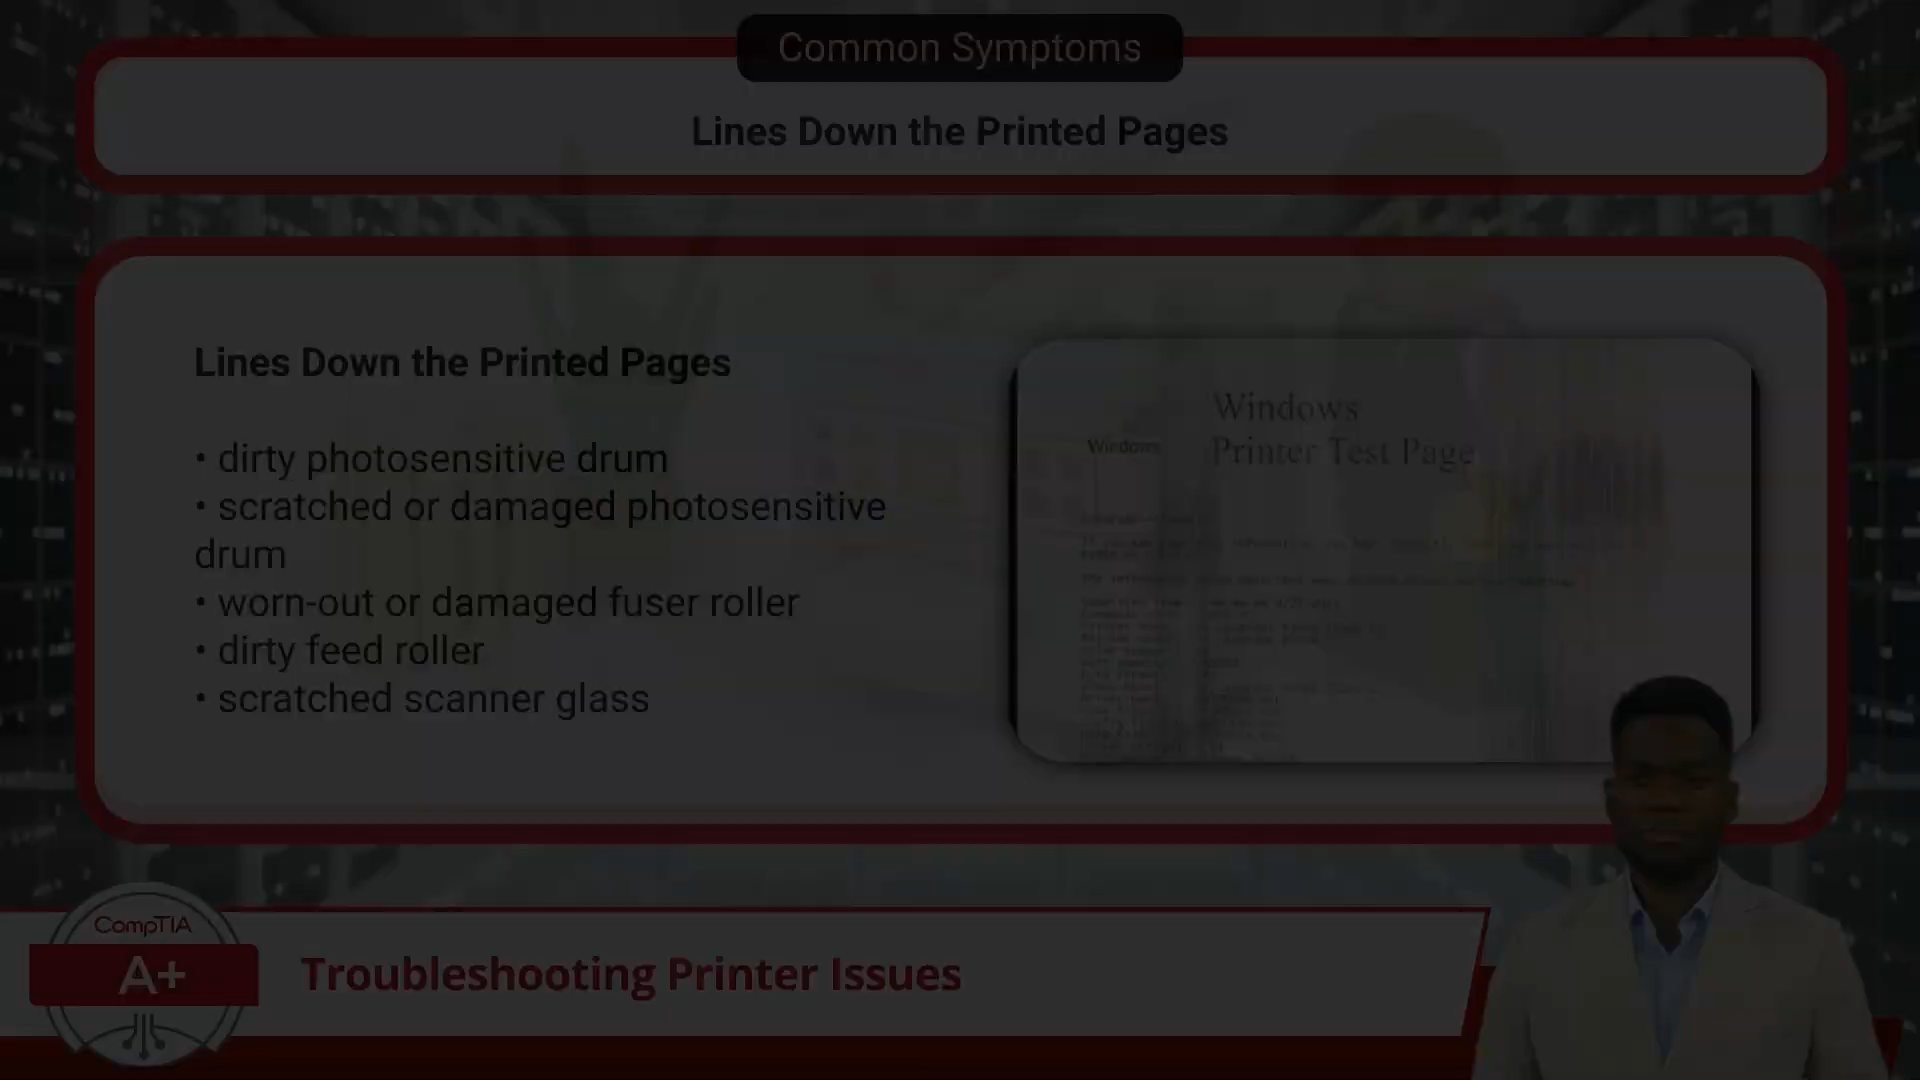 Common Symptoms
Lines Down the Printed Pages
Lines Down the Printed Pages
• dirty photosensitive drum
• scratched or damaged photosensitive
drum
• worn-out or damaged fuser roller
• dirty feed roller
• scratched scanner glass
Windows
Windows
Printer Test Page
CompTIA
A+
Troubleshooting Printer Issues